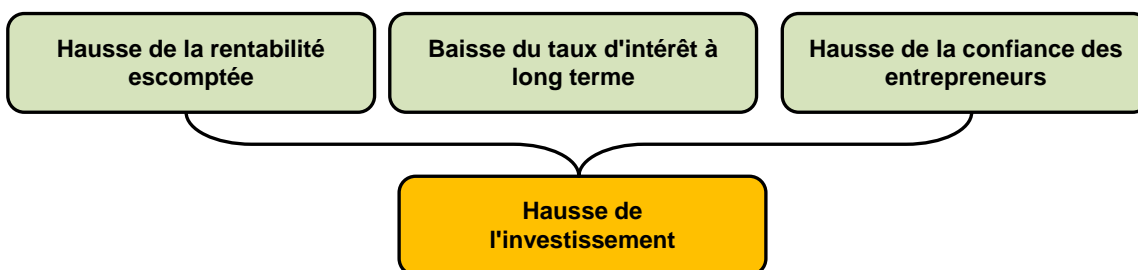 Hausse de la rentabilité
escomptée
Baisse du taux d'intérêt à
long terme
Hausse de la confiance des
entrepreneurs
Hausse de
l'investissement